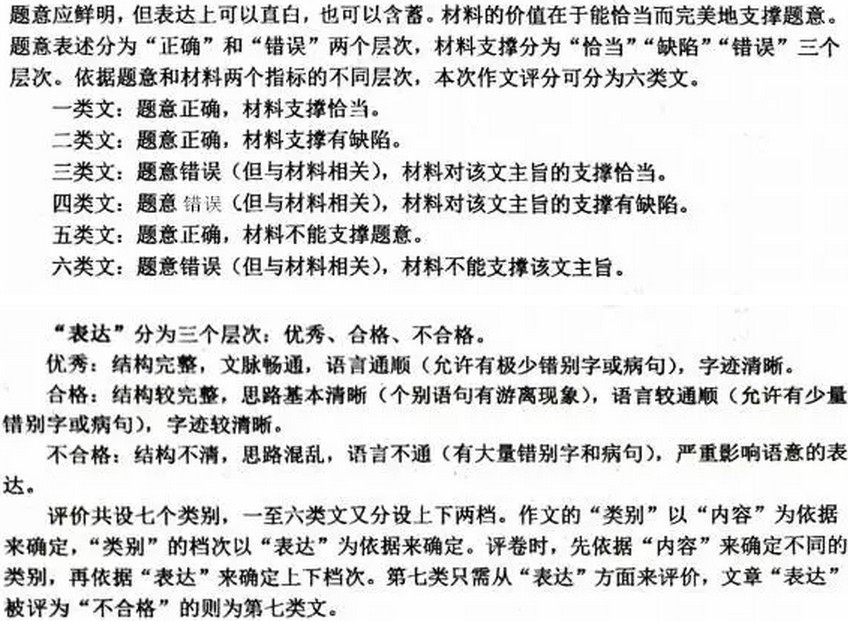 题意应鲜明，但表达上可以直白，也可以含蓄。材料的价值在于能恰当而完美地支撑题意。
题意表述分为“正确”和“错误”两个层次，材料支撑分为“恰当”“缺陷”“错误”三个
层次。依据题意和材料两个指标的不同层次，本次作文评分可分为六类文。
一类文：题意正确，材料支撑恰当。
二类文：题意正确，材料支撑有缺陷。
三类文：题意错误（但与材料相关），材料对该文主旨的支撑恰当。
四类文：题意错误（但与材料相关），材料对该文主旨的支撑有缺陷。
五类文：题意正确，材料不能支撑题意。
六类文：题意错误（但与材料相关），材料不能支撑该文主旨。
“表达”分为三个层次：优秀、合格、不合格。
优秀：结构完整，文脉畅通，语言通顺（允许有极少错别字或病句），字迹清晰。
合格：结构较完整，思路基本清晰（个别语句有游离现象），语言较通顺（允许有少量
错别字或病句），字迹较清晰。
不合格：结构不清，思路混乱，语言不通（有大量错别字和病句），严重影响语意的表
达。
评价共设七个类别，一至六类文又分设上下两档。作文的“类别”以“内容”为依据
来确定，“类别”的档次以“表达”为依据来确定。评卷时，先依据“内容”来确定不同的
类别，再依据“表达”来确定上下档次。第七类只需从“表达”方面来评价，文章“表达”
被评为“不合格”的则为第七类文。